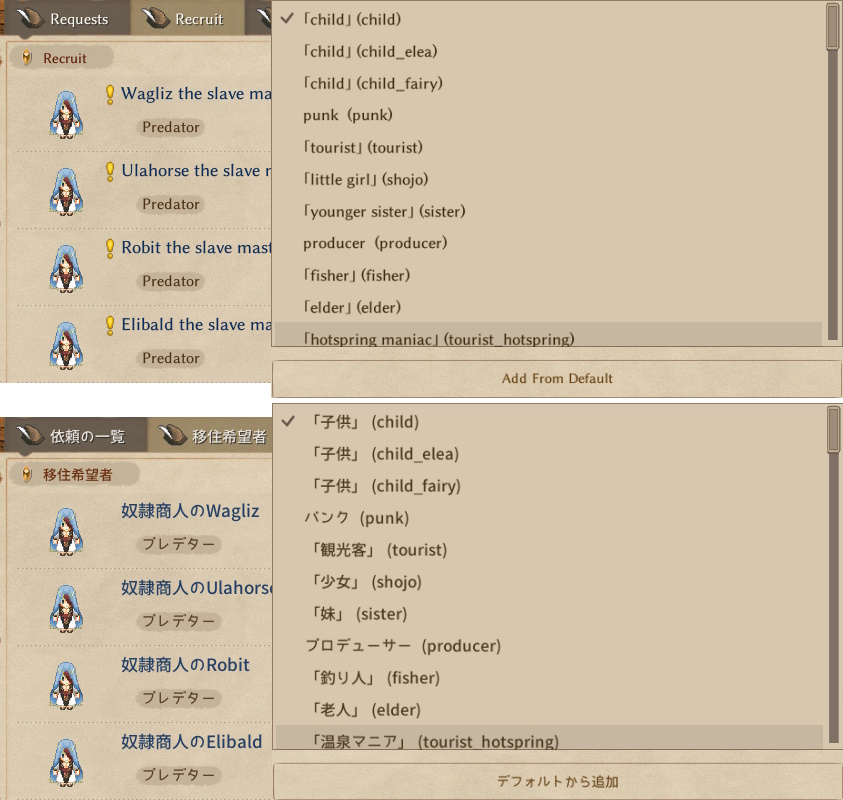 Requests
Recruit
Recruit
Wagliz the slave ma
Predator
Ulahorse the slave r
Predator
Robit the slave mast
Predator
Elibald the slave ma
Predator
「child」 (child)
「child」 (child_elea)
「child」 (child_fairy)
punk (punk)
「tourist」 (tourist)
「little girl」 (shojo)
「younger sister」 (sister)
producer (producer)
「fisher」 (fisher)
「elder」 (elder)
「hotspring maniac」 (tourist_hotspring)
Add From Default
依頼の一覧
移住希望者
移住希望者
奴隷商人のWagliz
プレデター
奴隷商人のUlahorse
プレデター
奴隷商人のRobit
プレデター
奴隷商人のElibald
プレデター
「子供」 (child)
「子供」 (child_elea)
「子供」 (child_fairy)
パンク (punk)
「観光客」 (tourist)
「少女」 (shojo)
「妹」 (sister)
プロデューサー (producer)
「釣り人」 (fisher)
「老人」 (elder)
「温泉マニア」 (tourist_hotspring)
デフォルトから追加